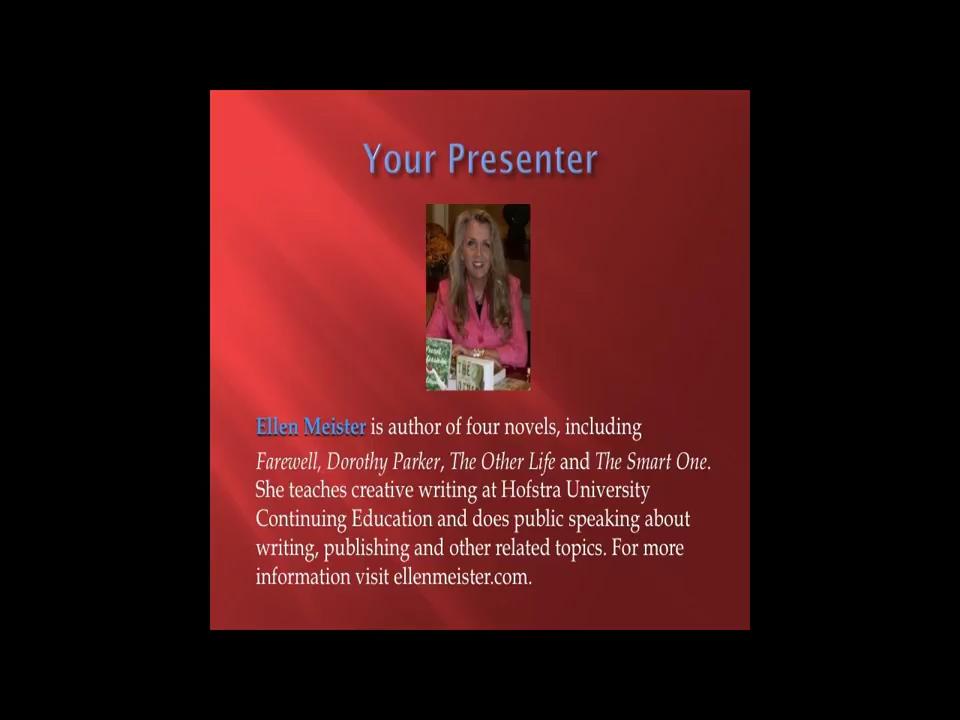 Your Presenter
THE
Ellen Meister is author of four novels, including
Farewell, Dorothy Parker, The Other Life and The Smart One.
She teaches creative writing at Hofstra University
Continuing Education and does public speaking about
writing, publishing and other related topics. For more
information visit ellenmeister.com.